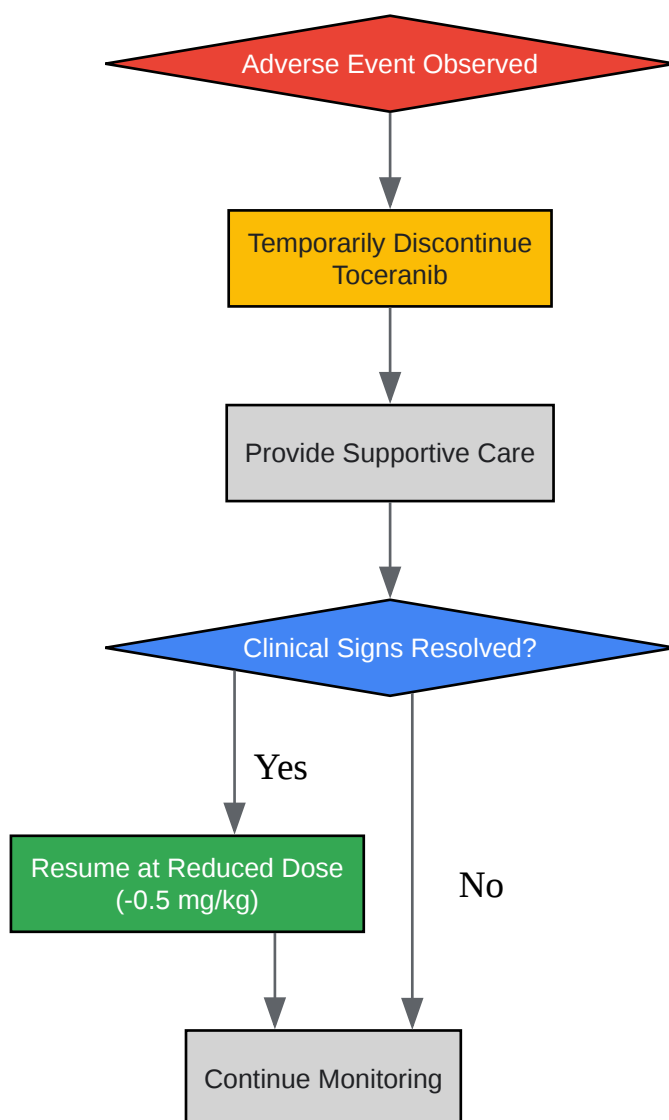 Adverse Event Observed
Temporarily Discontinue
Toceranib
Provide Supportive Care
Clinical Signs Resolved?
Yes
Resume at Reduced Dose
(-0.5 mg/kg)
No
Continue Monitoring